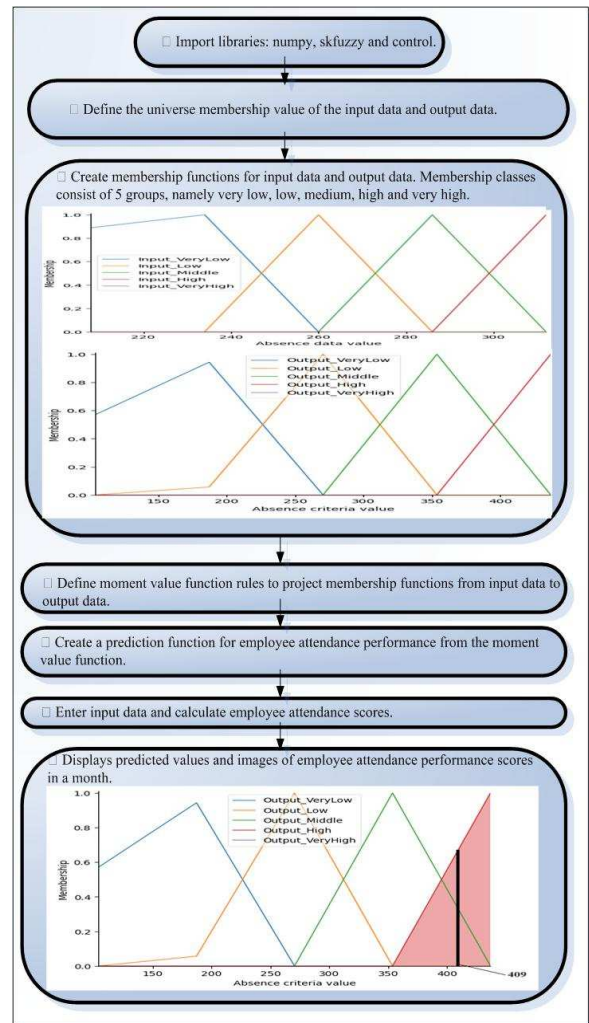 Import libraries: numpy, skfuzzy and control.
Define the universe membership value of the input data and output data.
Create membership functions for input data and output data. Membership classes
consist of 5 groups, namely very low, low, medium, high and very high.
1.0
0.8
0.6
0.4
0.2
0.0
Membership
Input_VeryLow
Input_Low
Input_Middle
Input_High
Input_VeryHigh
220 240 260 280 300
Absence data value
1.0
0.8
0.6
0.4
0.2
0.0
Membership
Output_VeryLow
Output_Low
Output_Middle
Output_High
Output_VeryHigh
150 200 250 300 350 400
Absence criteria value
Define moment value function rules to project membership functions from input data to
output data.
Create a prediction function for employee attendance performance from the moment
value function.
Enter input data and calculate employee attendance scores.
Displays predicted values and images of employee attendance performance scores
in a month.
1.0
0.8
0.6
0.4
0.2
0.0
Membership
Output_VeryLow
Output_Low
Output_Middle
Output_High
Output_VeryHigh
150 200 250 300 350 400
409
Absence criteria value